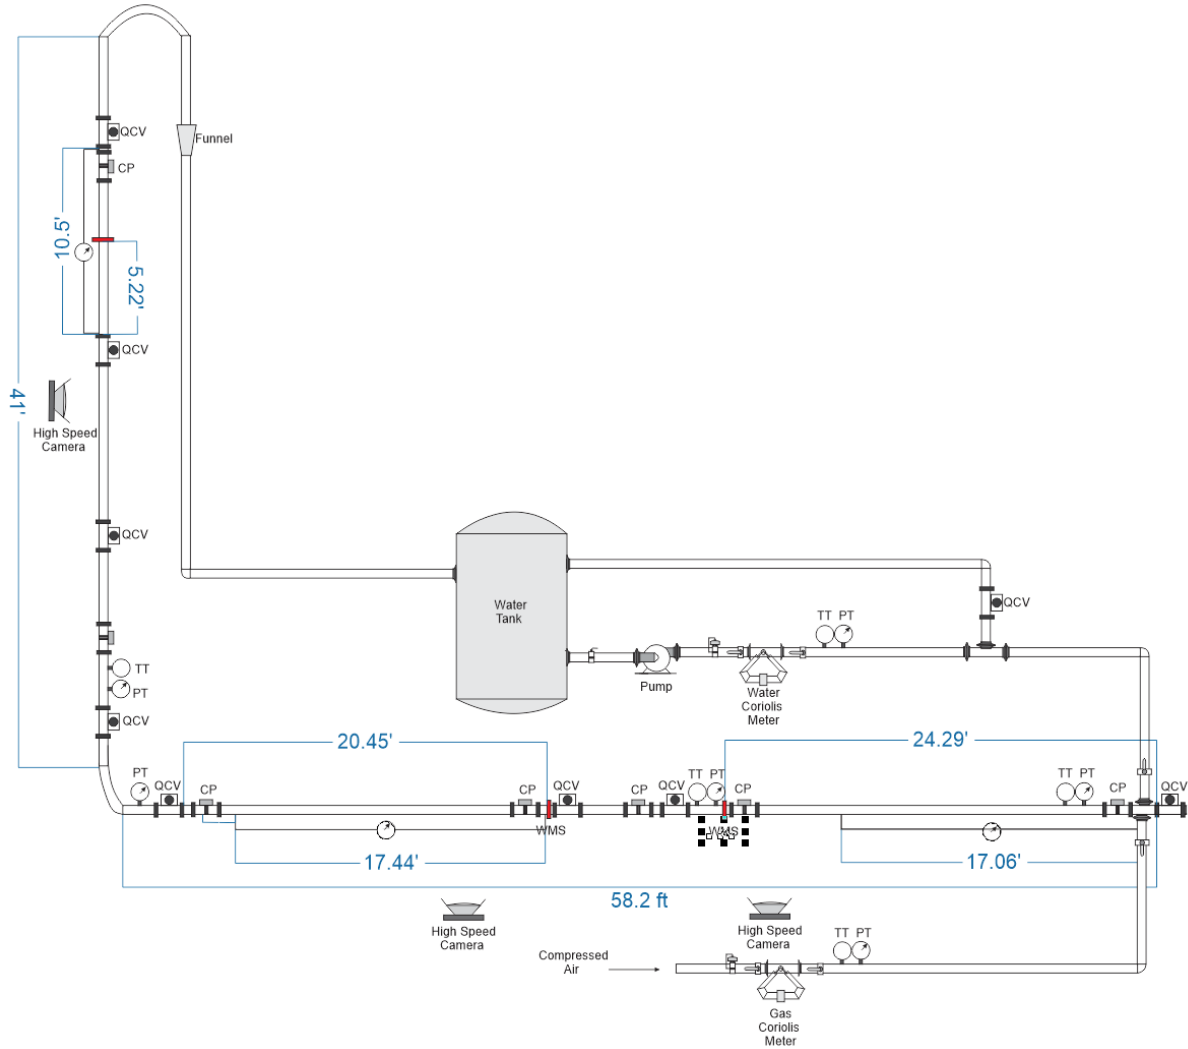 QCV
Funnel
CP
10.5'
5.22'
QCV
41'
High Speed
Camera
QCV
Water
Tank
QCV
TT PT
TT
PT
Pump
Water
Coriolis
Meter
QCV
20.45'
24.29'
PT
QCV
CP
CP
QCV
CP
QCV
TT PT
CP
TT PT
CP
QCV
WMS
WMS
17.44'
17.06'
58.2 ft
High Speed
Camera
High Speed
Camera
TT PT
Compressed
Air
Gas
Coriolis
Meter